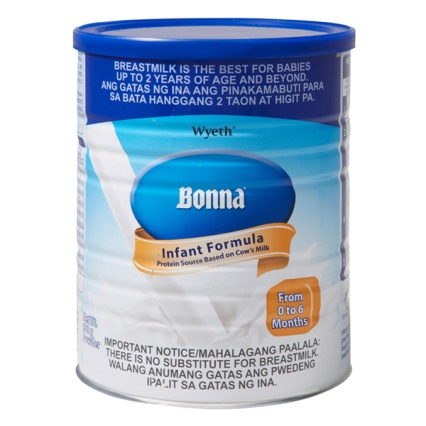 BREASTMILK IS THE BEST FOR BABIES
UP TO 2 YEARS OF AGE AND BEYOND.
ANG GATAS NG INA ANG PINAKAMABUTI PARA
SA BATA HANGGANG 2 TAON AT HIGIT PA.
Wyeth®
Bonna®
Infant Formula
Protein Source Based on Cow's Milk
From
0 to 6
Months
IMPORTANT NOTICE/MAHALAGANG PAALALA:
THERE IS NO SUBSTITUTE FOR BREASTMILK.
WALANG ANUMANG GATAS ANG PWEDENG
SA GATAS NG INA.